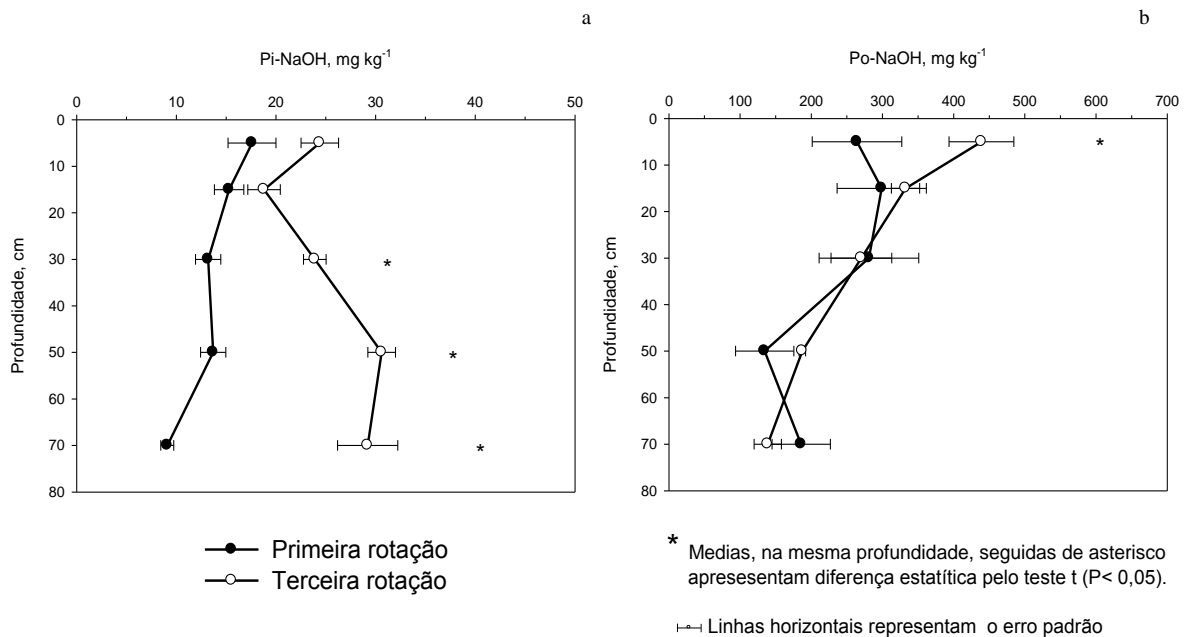 a
b
Pi-NaOH, mg kg-1
Po-NaOH, mg kg-1
0 10 20 30 40 50
0 100 200 300 400 500 600 700
0
10
20
30
40
50
60
70
80
Profundidade, cm
*
*
*
0
10
20
30
40
50
60
70
80
Profundidade, cm
*
Primeira rotação
Terceira rotação
* Medias, na mesma profundidade, seguidas de asterisco
apresesentam diferença estatítica pelo teste t (P< 0,05).
Linhas horizontais representam o erro padrão